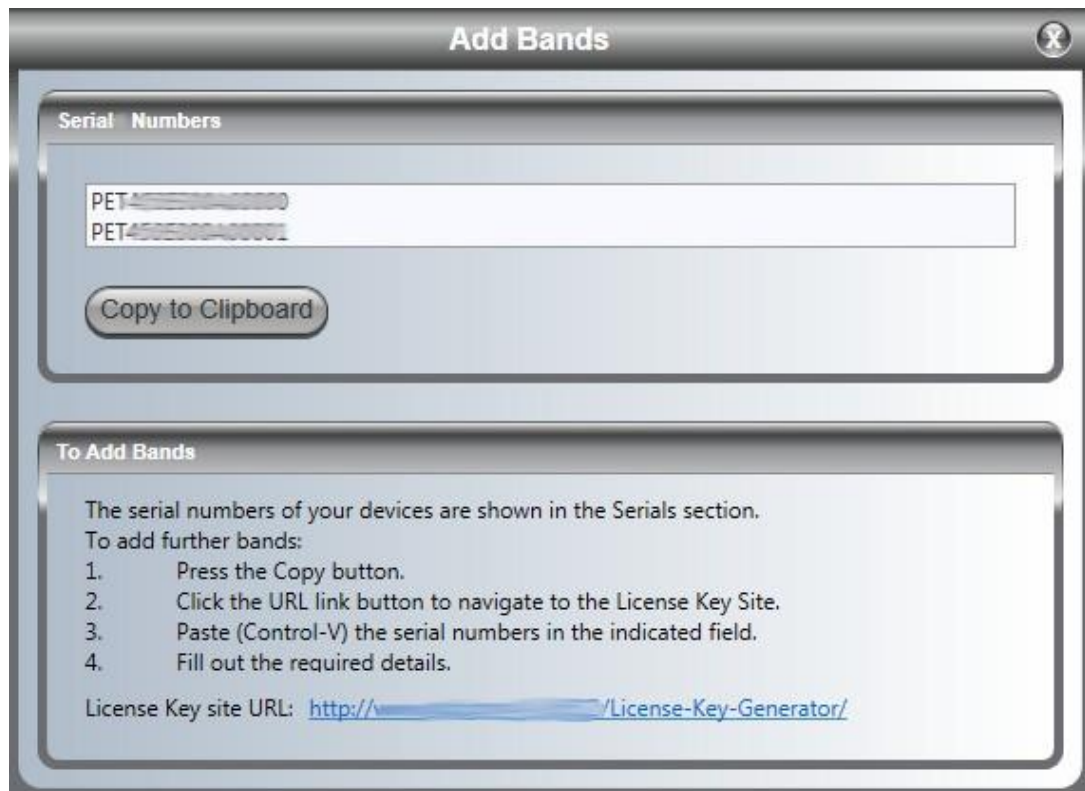 Add Bands
X
Serial Numbers
Copy to Clipboard
To Add Bands
The serial numbers of your devices are shown in the Serials section.
To add further bands:
1. Press the Copy button.
2. Click the URL link button to navigate to the License Key Site.
3. Paste (Control-V) the serial numbers in the indicated field.
4. Fill out the required details.
License Key site URL: http:// /License-Key-Generator/